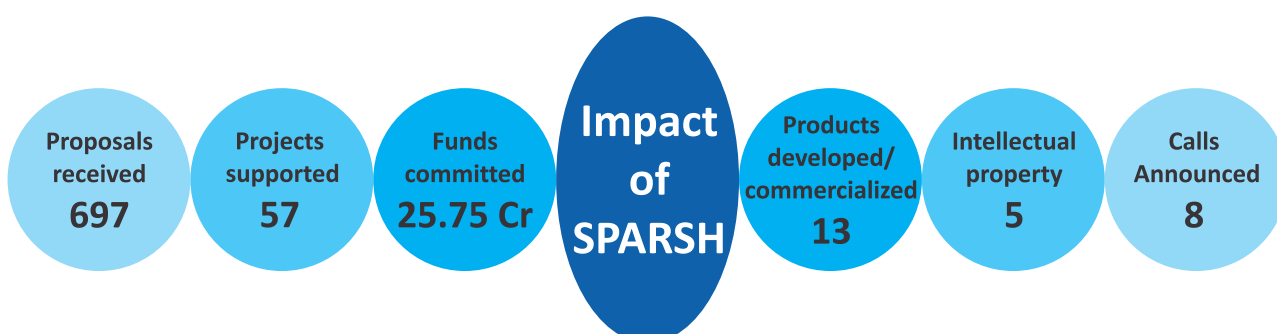 Proposals
received
697
Projects
supported
57
Funds
committed
25.75 Cr
Impact
of
SPARSH
Products
developed/
commercialized
13
Intellectual
property
5
Calls
Announced
8